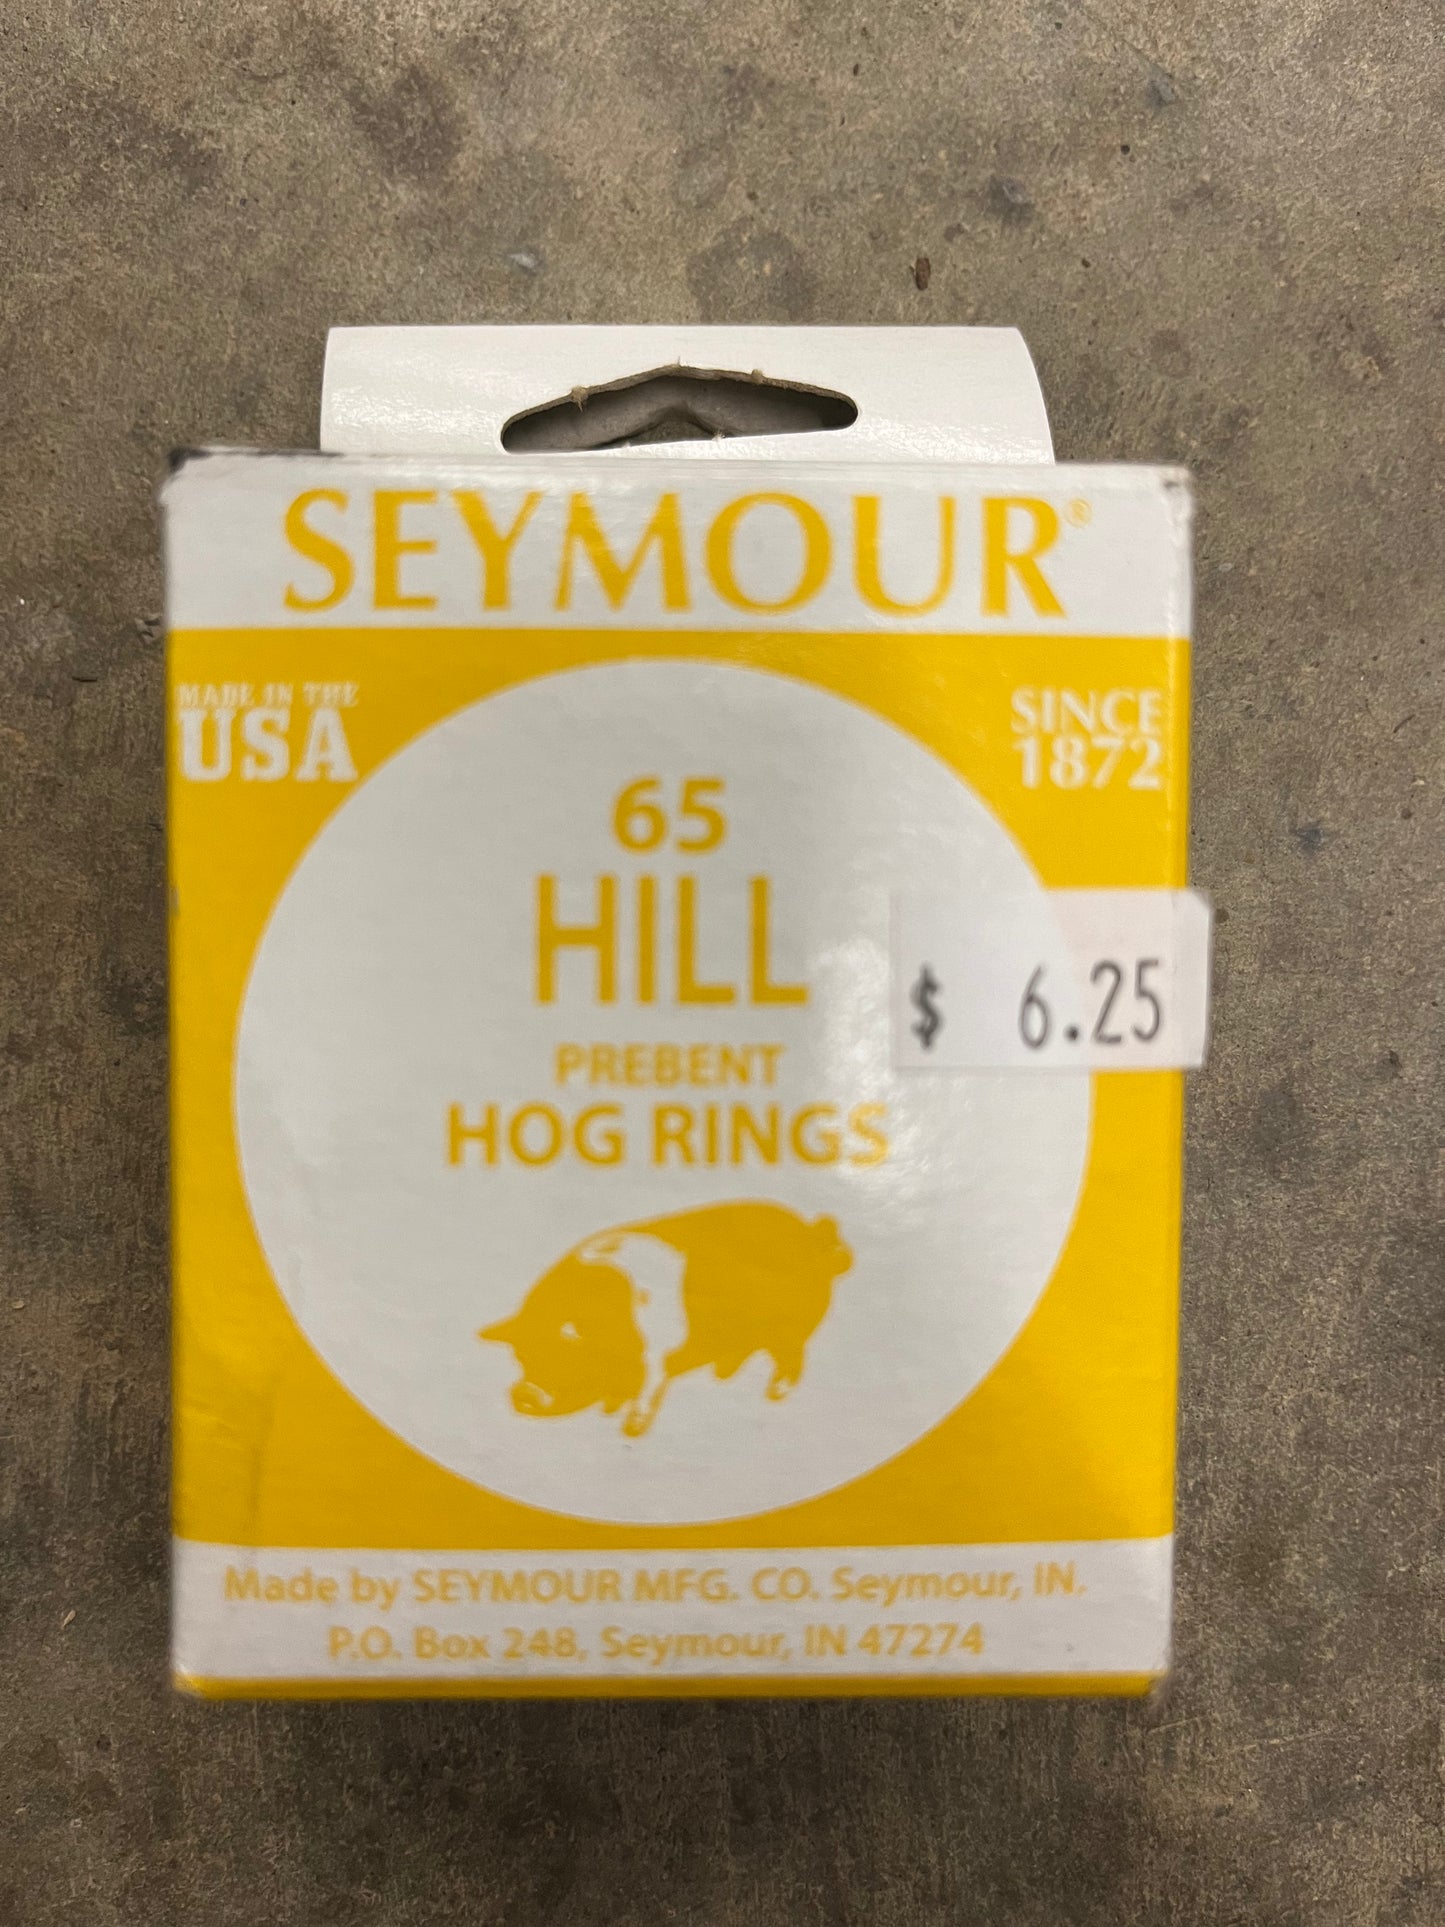 SEYMOUR®
MADE IN THE
USA
SINCE
1872
65
HILL
$ 6.25
PREBENT
HOG RINGS
Made by SEYMOUR MFG. CO. Seymour, IN.
P.O. Box 248, Seymour, IN 47274